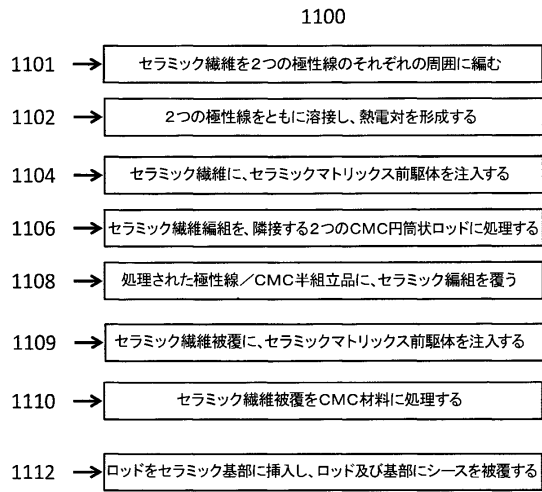 1100
1101 セラミック繊維を2つの極性線のそれぞれの周囲に編む
1102 2つの極性線をともに溶接し、熱電対を形成する
1104 セラミック繊維に、セラミックマトリックス前駆体を注入する
1106 セラミック繊維編組を、隣接する2つのCMC円筒状ロッドに処理する
1108 処理された極性線/CMC半組立品に、セラミック編組を覆う
1109 セラミック繊維被覆に、セラミックマトリックス前駆体を注入する
1110 セラミック繊維被覆をCMC材料に処理する
1112 ロッドをセラミック基部に挿入し、ロッド及び基部にシースを被覆する